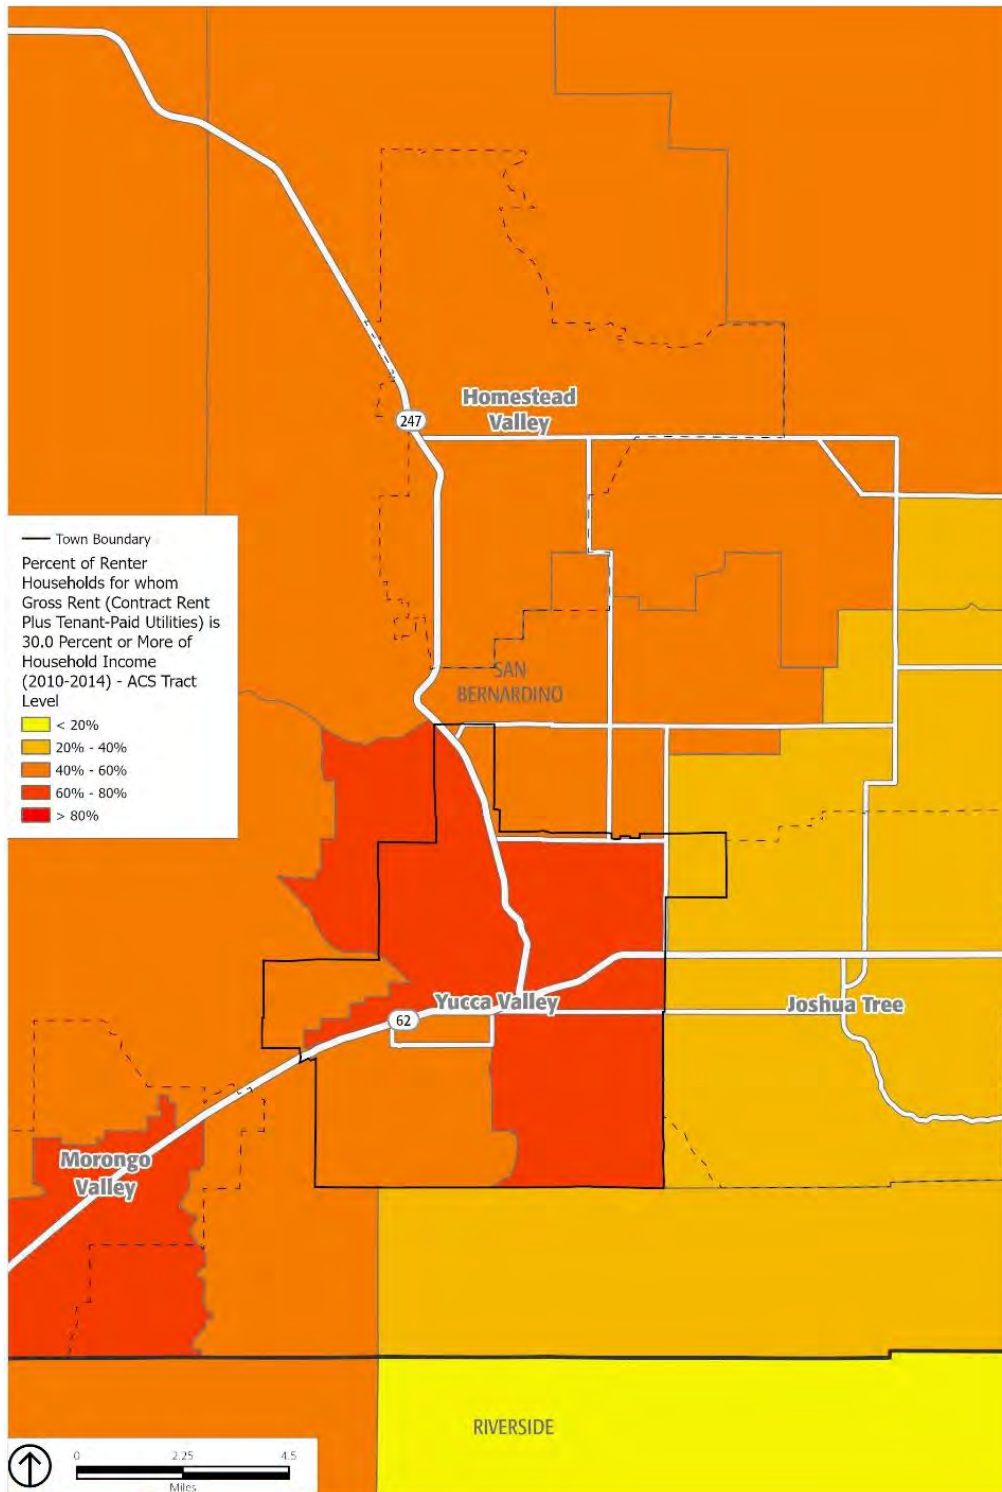 Homestead
Valley
247
Town Boundary
Percent of Renter
Households for whom
Gross Rent (Contract Rent
Plus Tenant-Paid Utilities) is
30.0 Percent or More of
Household Income
(2010-2014) - ACS Tract
Level
< 20%
20% - 40%
40% - 60%
60% - 80%
> 80%
SAN
BERNARDINO
Yucca Valley
Joshua Tree
62
Morongo
Valley
RIVERSIDE
0 2.25 4.5
Miles